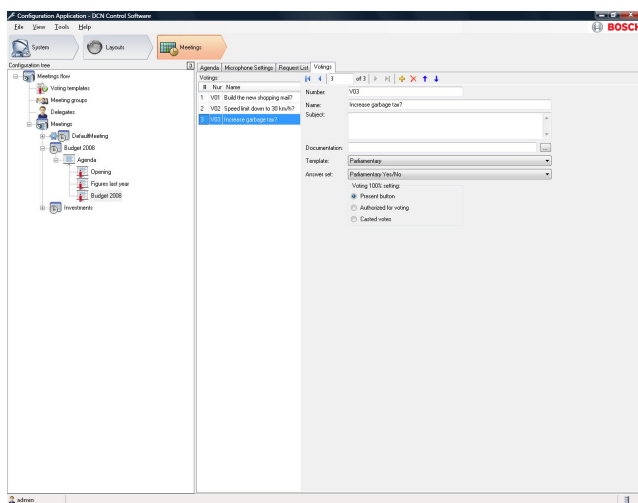 Configuration Application - DCN Control Software
File View Tools Help
BOSCH
System Layouts Meetings
Configuration tree
Meetings flow
Voting templates
Meeting groups
Delegates
Meetings
DefaultMeeting
Budget 2008
Agenda
Opening
Figures last year
Budget 2008
Investments
Agenda Microphone Settings Request List Votings
Votings:
Nur Name
1 V01 Build the new shopping mall?
2 V02 Speed limit down to 30 km/h?
3 V03 Increase garbage tax?
3 of 3
Number: V03
Name: Increase garbage tax?
Subject:
Documentation: ...
Template: Parliamentary
Answer set: Parliamentary Yes/No
Voting 100% setting:
Present button
Authorized for voting
Casted votes
admin